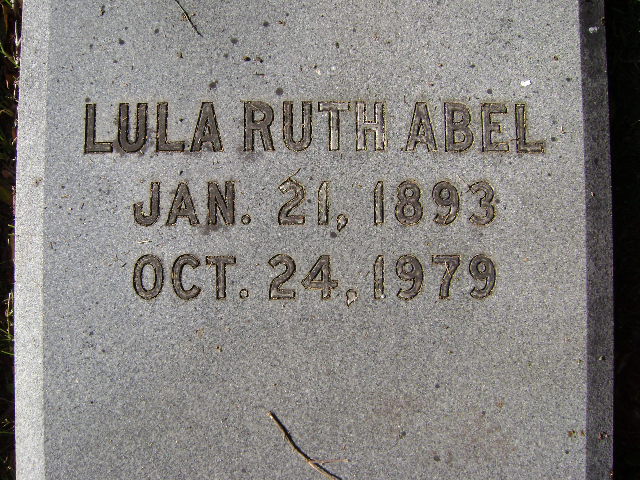 LULA RUTH ABEL
JAN. 21, 1893
OCT. 24, 1979